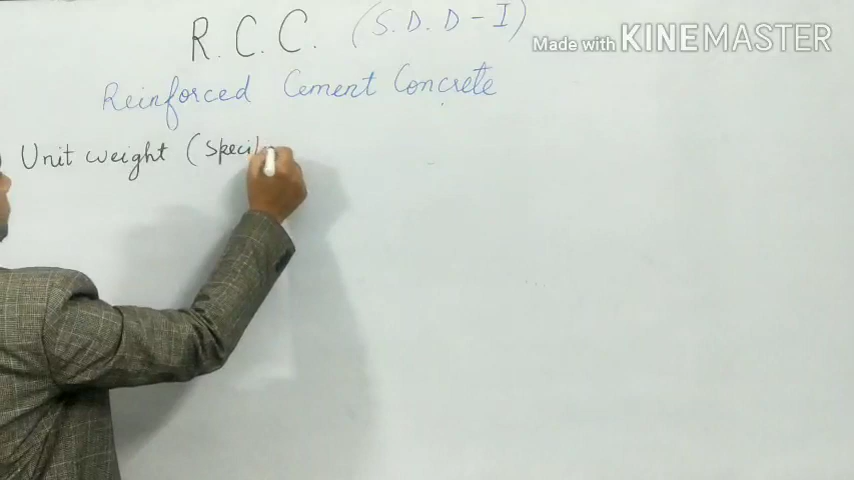 R. C. C. (S. D. D - I)
Made with KINEMASTER
Reinforced Cement Concrete
Unit weight (Speci